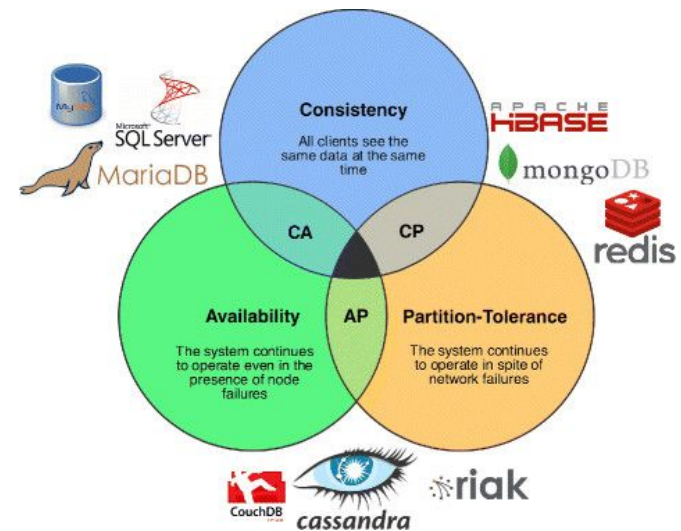 MySQL
Microsoft
SQL Server
MariaDB
Consistency
All clients see the
same data at the same
time
APACHE
HBASE
mongoDB
redis
CA
CP
Availability
The system continues
to operate even in the
presence of node
failures
AP
Partition-Tolerance
The system continues
to operate in spite of
network failures
CouchDB
cassandra
riak